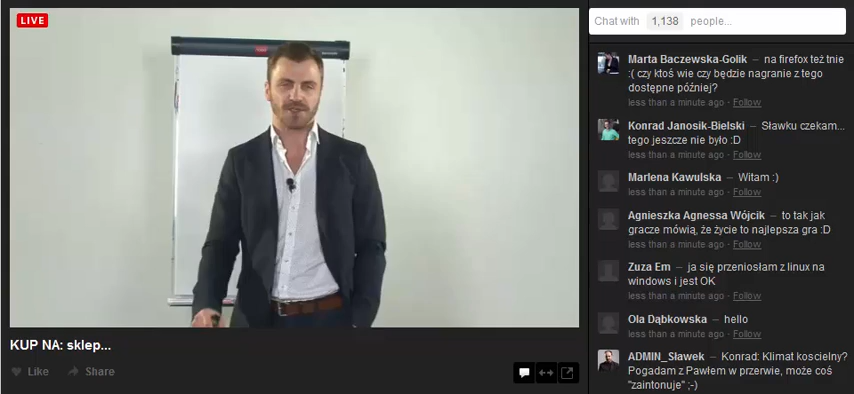 LIVE
KUP NA: sklep...
Like
Share
Chat with 1,138 people...
Marta Baczewska-Golik – na firefox też tnie
:( czy ktoś wie czy będzie nagranie z tego
dostępne później?
less than a minute ago · Follow
Konrad Janosik-Bielski – Sławku czekam...
tego jeszcze nie było :D
less than a minute ago · Follow
Marlena Kawulska – Witam :)
less than a minute ago · Follow
Agnieszka Agnessa Wójcik – to tak jak
gracze mówią, że życie to najlepsza gra :D
less than a minute ago · Follow
Zuza Em – ja się przeniosłam z linux na
windows i jest OK
less than a minute ago · Follow
Ola Dąbkowska – hello
less than a minute ago · Follow
ADMIN_Sławek – Konrad: Klimat koscielny?
Pogadam z Pawłem w przerwie, może coś
"zaintonuje" ;-)